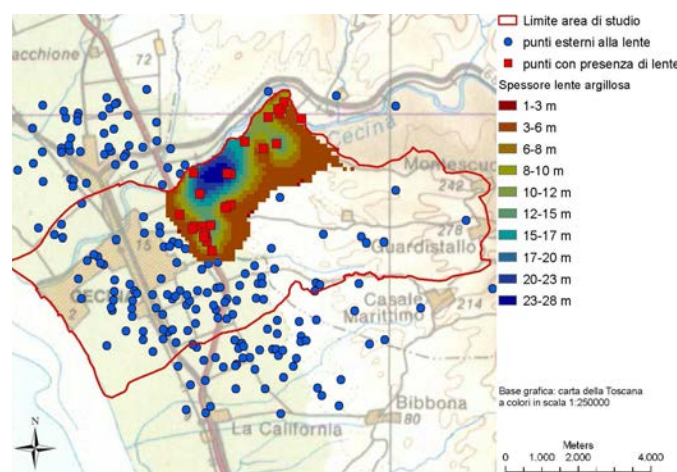 acchione
72
Cecina
Montescud
242
278
Guardistallo
15
CECINA
2
Casale
Marittimo
214
Bibbona
80
La California
N
Limite area di studio
punti esterni alla lente
punti con presenza di lente
Spessore lente argillosa
1-3 m
3-6 m
6-8 m
8-10 m
10-12 m
12-15 m
15-17 m
17-20 m
20-23 m
23-28 m
Base grafica: carta della Toscana
a colori in scala 1:250000
Meters
0 1.000 2.000 4.000